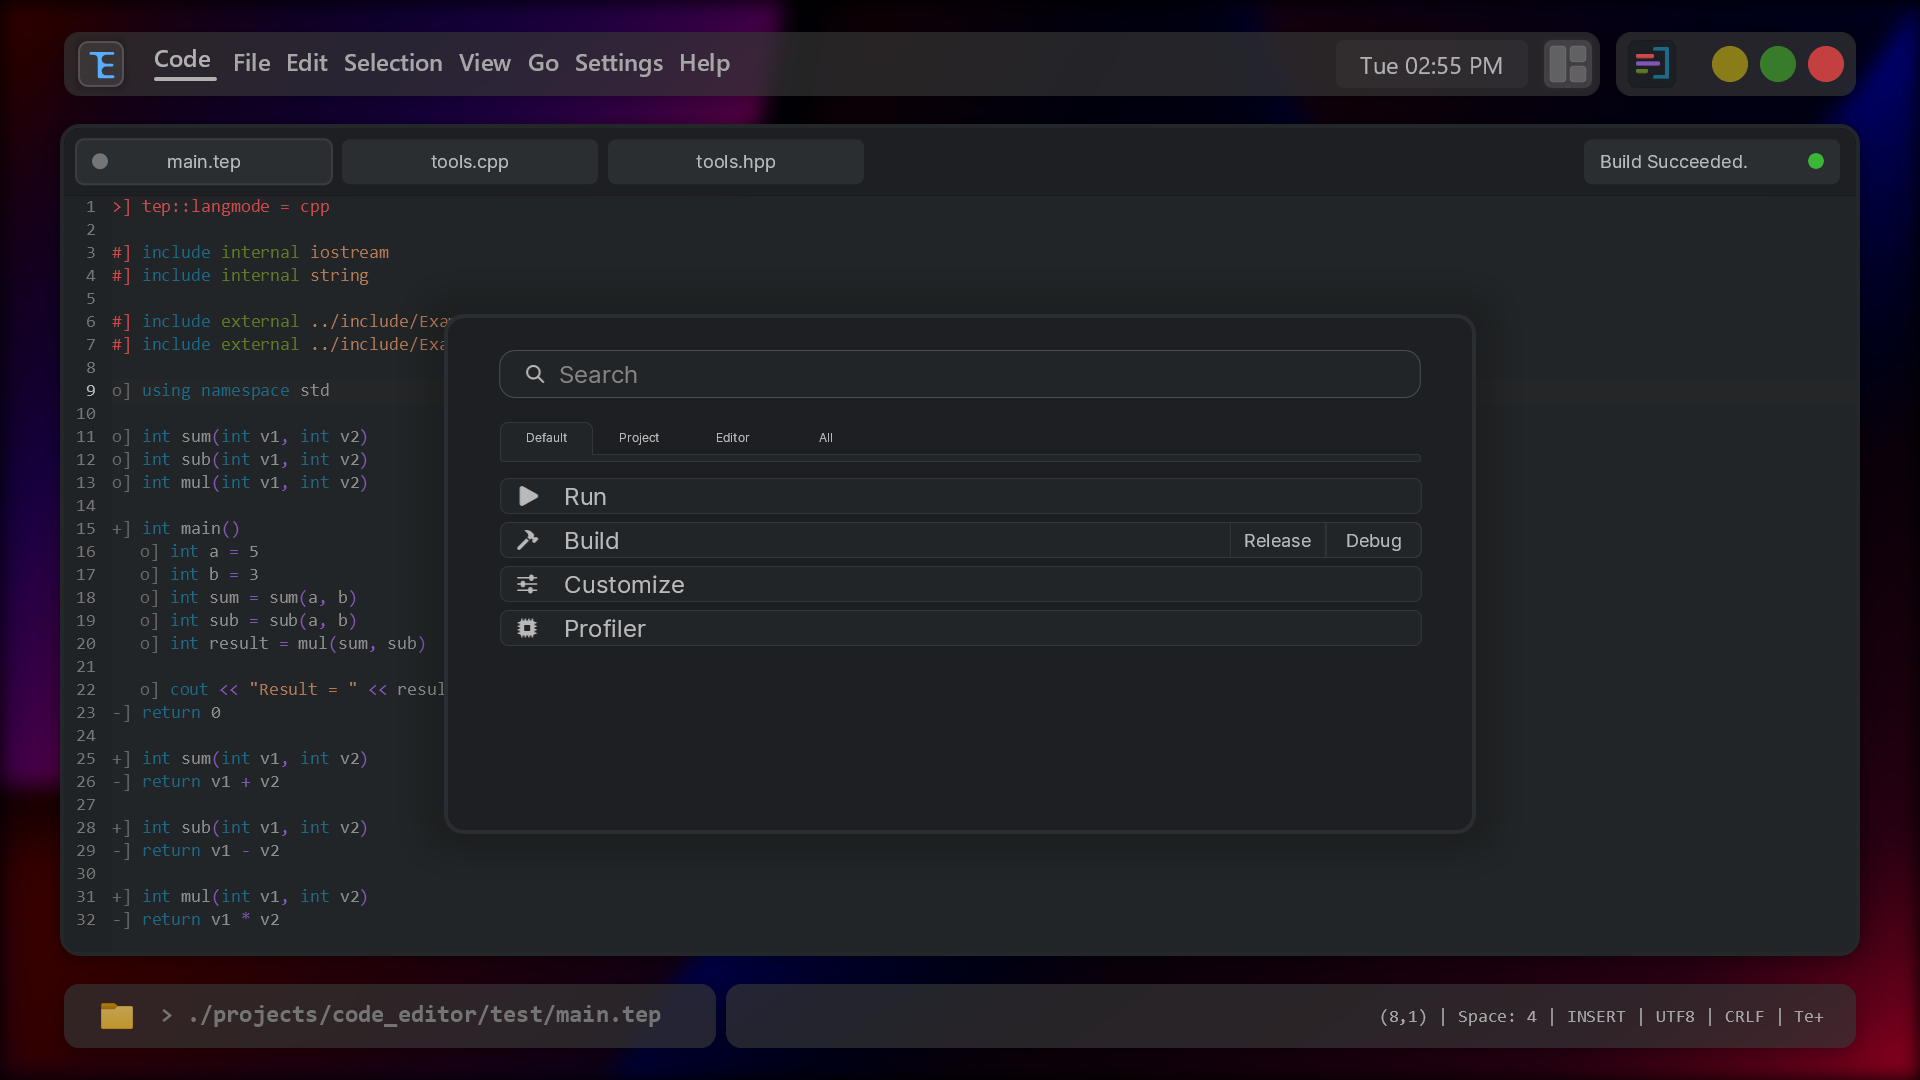 Code File Edit Selection View Go Settings Help
Tue 02:55 PM
main.tep
tools.cpp
tools.hpp
Build Succeeded.
1 >] tep::langmode = cpp
2
3 #] include internal iostream
4 #] include internal string
5
6 #] include external ../include/Exa
7 #] include external ../include/Exa
8
9 o] using namespace std
10
11 o] int sum(int v1, int v2)
12 o] int sub(int v1, int v2)
13 o] int mul(int v1, int v2)
14
15 +] int main()
16 o] int a = 5
17 o] int b = 3
18 o] int sum = sum(a, b)
19 o] int sub = sub(a, b)
20 o] int result = mul(sum, sub)
21
22 o] cout << "Result = " << resul
23 -] return 0
24
25 +] int sum(int v1, int v2)
26 -] return v1 + v2
27
28 +] int sub(int v1, int v2)
29 -] return v1 - v2
30
31 +] int mul(int v1, int v2)
32 -] return v1 * v2
Search
Default Project Editor All
Run
Build Release Debug
Customize
Profiler
> ./projects/code_editor/test/main.tep
(8,1) | Space: 4 | INSERT | UTF8 | CRLF | Te+